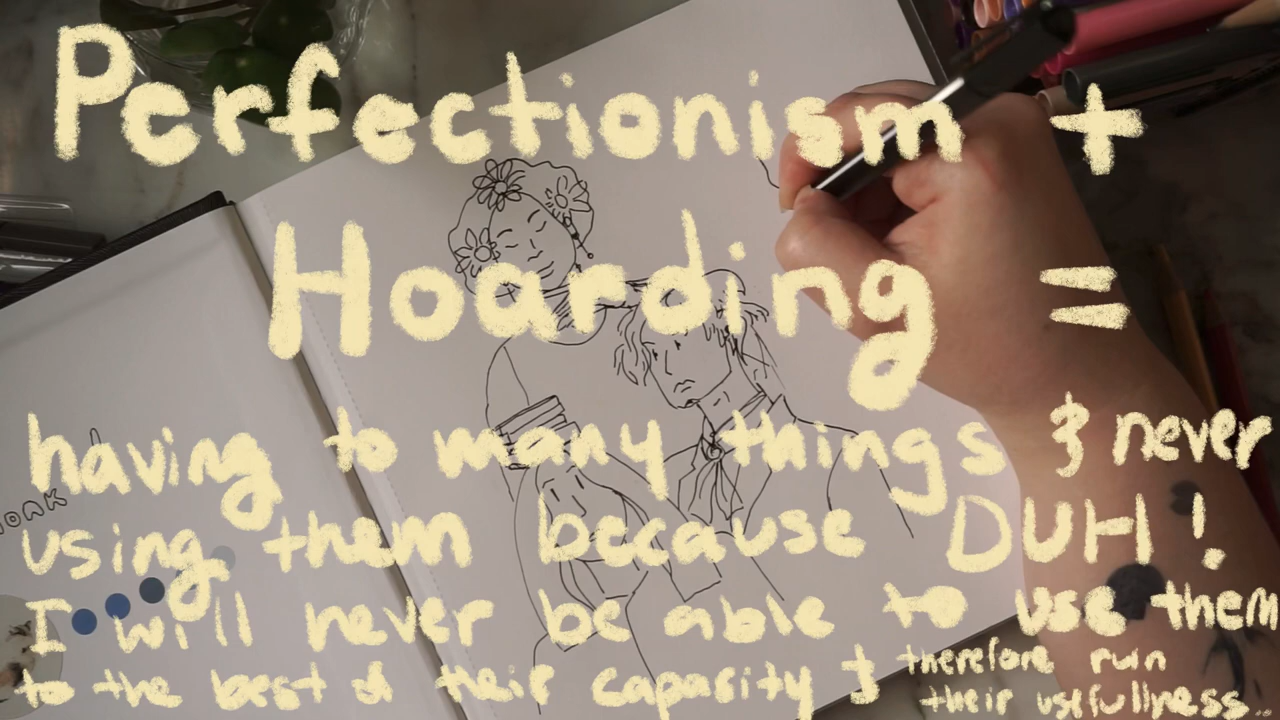 Perfectionism +
Hoarding =
having to many things & never
using them because DUH!
I will never be able to use them
to the best of their capacity & therefore ruin
their usefullness...